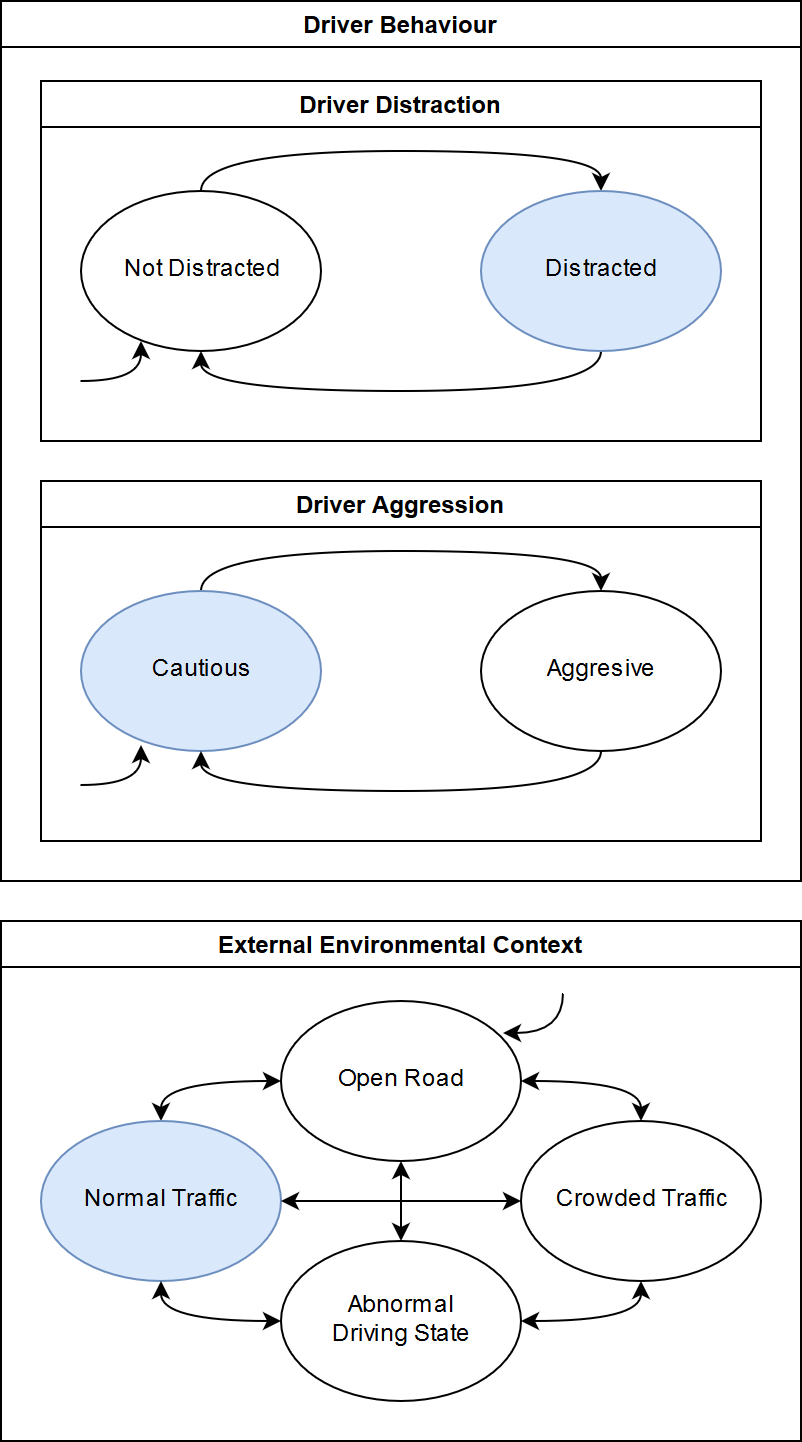 Driver Behaviour
Driver Distraction
Not Distracted
Distracted
Driver Aggression
Cautious
Aggresive
External Environmental Context
Open Road
Normal Traffic
Crowded Traffic
Abnormal
Driving State